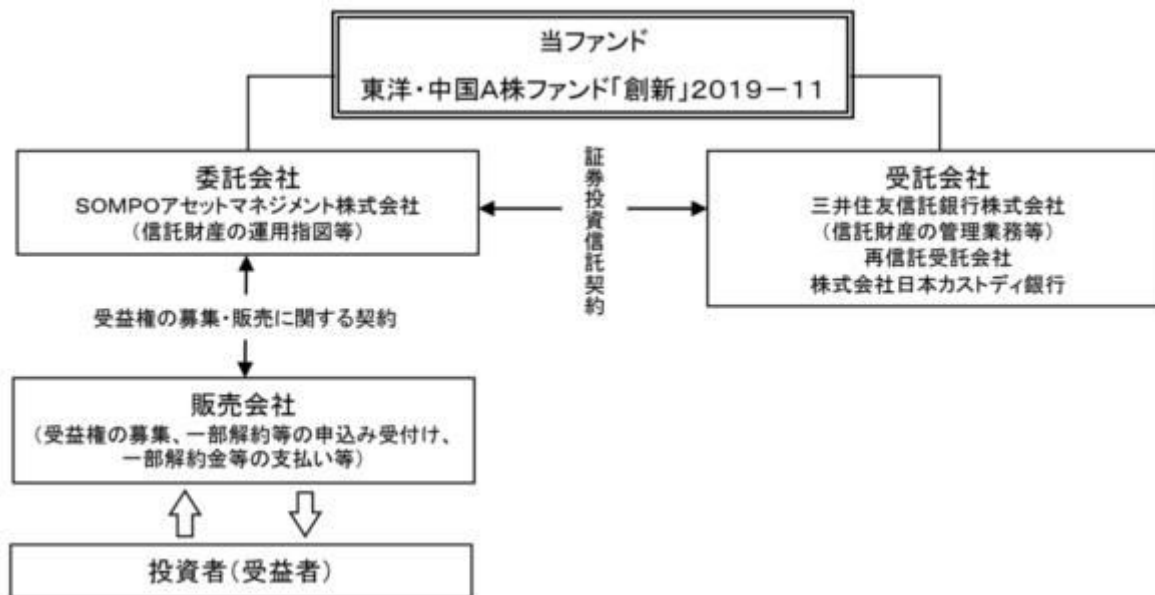 当ファンド
東洋・中国A株ファンド「創新」2019-11
委託会社
SOMPOアセットマネジメント株式会社
(信託財産の運用指図等)
証券投資信託契約
受託会社
三井住友信託銀行株式会社
(信託財産の管理業務等)
再信託受託会社
株式会社日本カストディ銀行
受益権の募集・販売に関する契約
販売会社
(受益権の募集、一部解約等の申込み受付け、
一部解約金等の支払い等)
投資者(受益者)